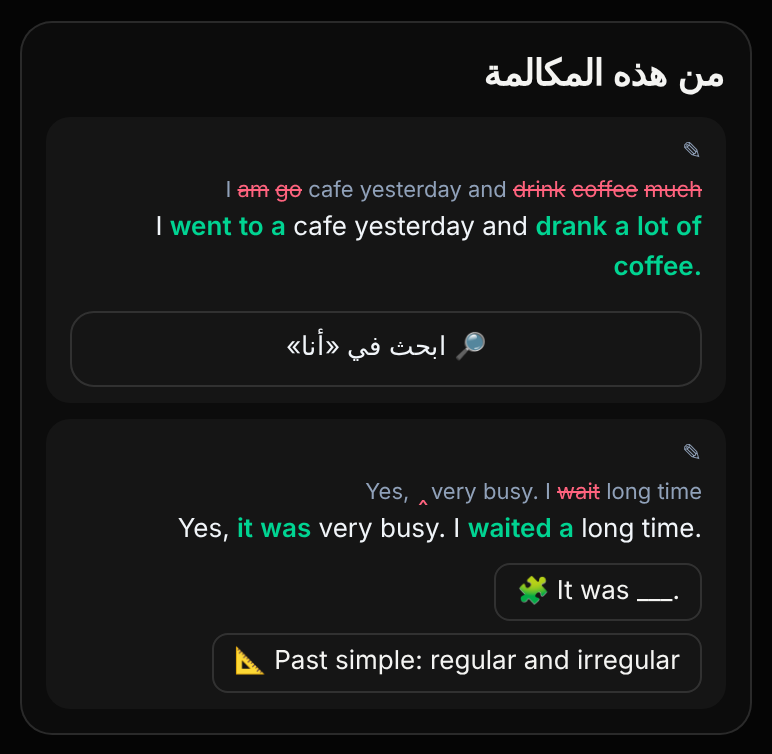 من هذه المكالمة
✎
I am go cafe yesterday and drink coffee much
I went to a cafe yesterday and drank a lot of
coffee.
🔎 ابحث في «أنا»
✎
Yes, ‸very busy. I wait long time
Yes, it was very busy. I waited a long time.
🧩 It was ___.
📐 Past simple: regular and irregular